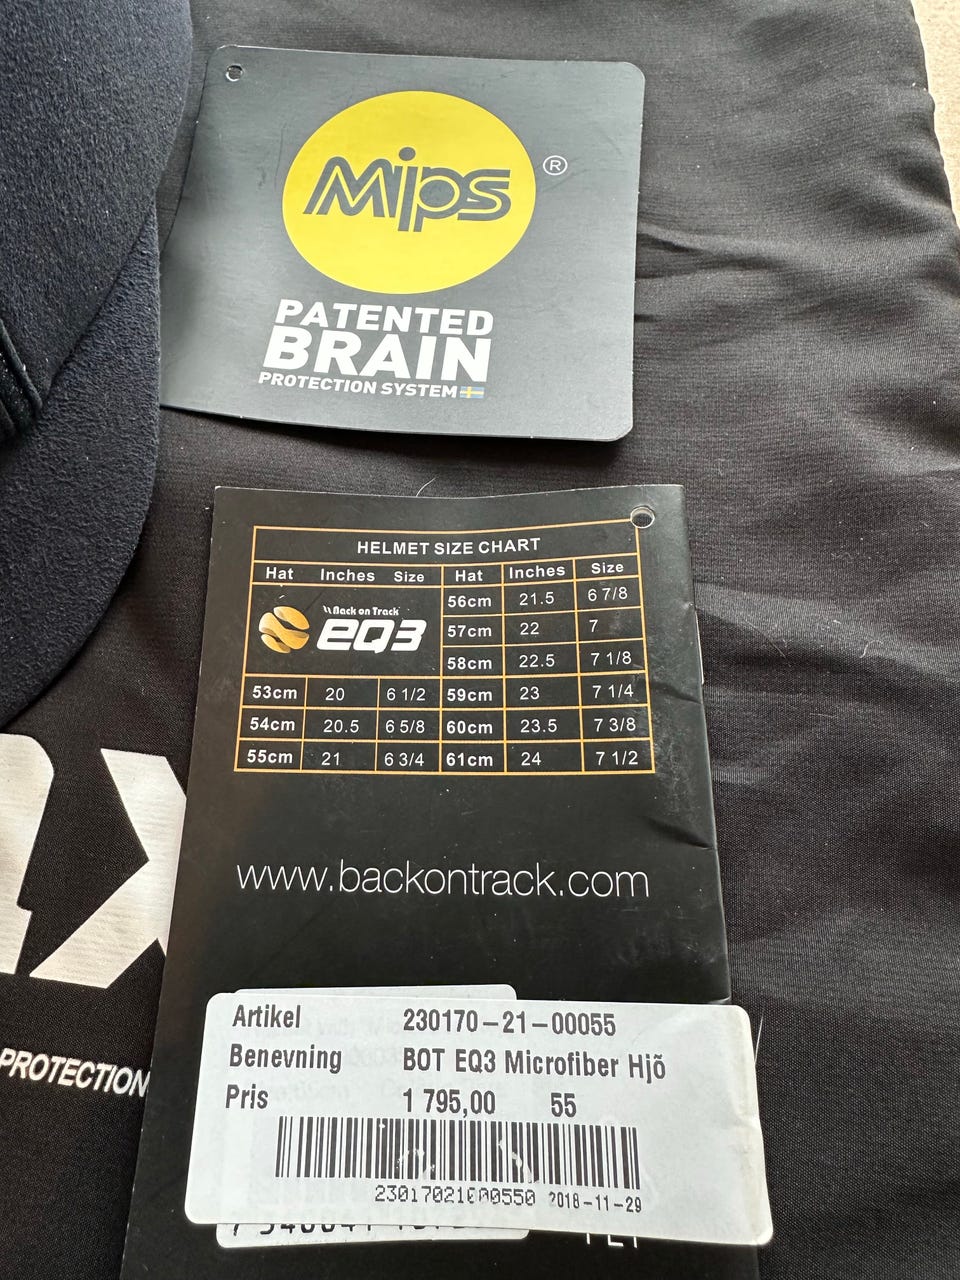 Mips ®
PATENTED
BRAIN
PROTECTION SYSTEM
HELMET SIZE CHART
Hat Inches Size Hat Inches Size
Back on Track
eQ3
56cm 21.5 6 7/8
57cm 22 7
58cm 22.5 7 1/8
53cm 20 6 1/2 59cm 23 7 1/4
54cm 20.5 6 5/8 60cm 23.5 7 3/8
55cm 21 6 3/4 61cm 24 7 1/2
www.backontrack.com
PROTECTION
Artikel 230170-21-00055
Benevning BOT EQ3 Microfiber Hjõ
Pris 1 795,00 55
2301702100550 2018-11-29